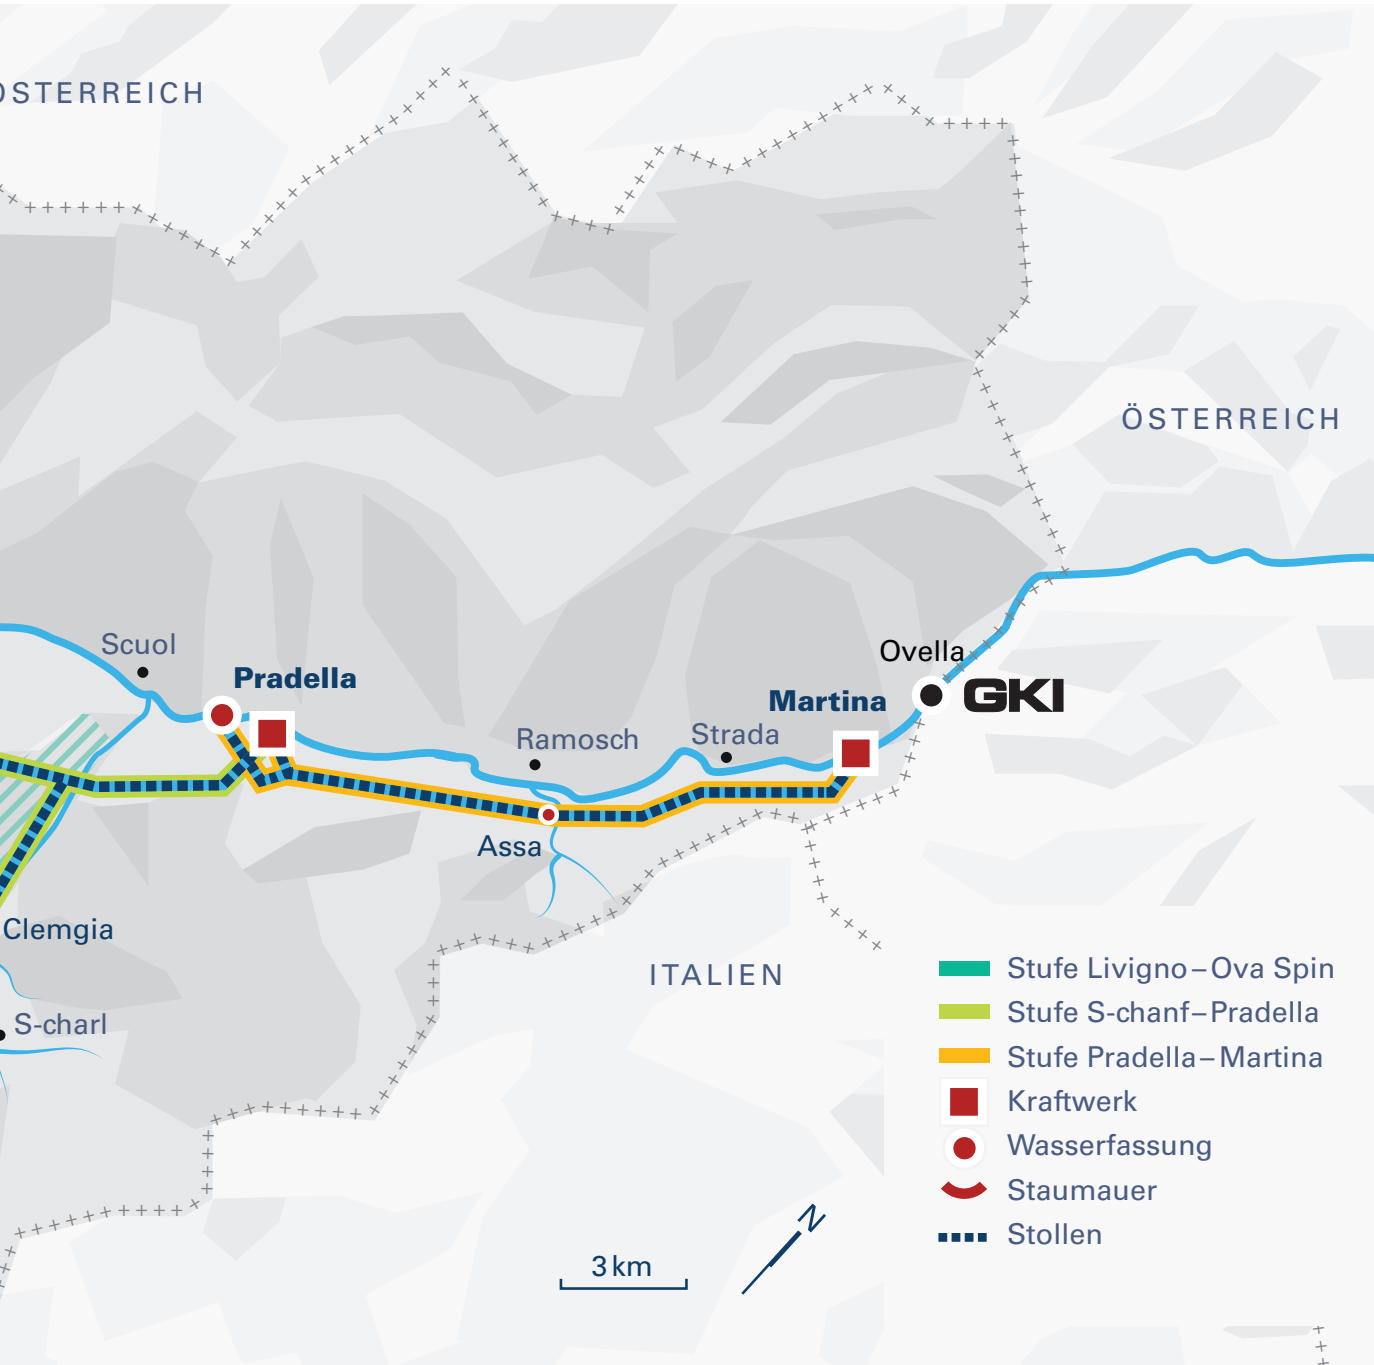 ÖSTERREICH
ÖSTERREICH
Scuol
Pradella
Ovella
GKI
Martina
Ramosch
Strada
Assa
Clemgia
S-charl
ITALIEN
Stufe Livigno–Ova Spin
Stufe S-chanf–Pradella
Stufe Pradella–Martina
Kraftwerk
Wasserfassung
Staumauer
Stollen
N
3 km